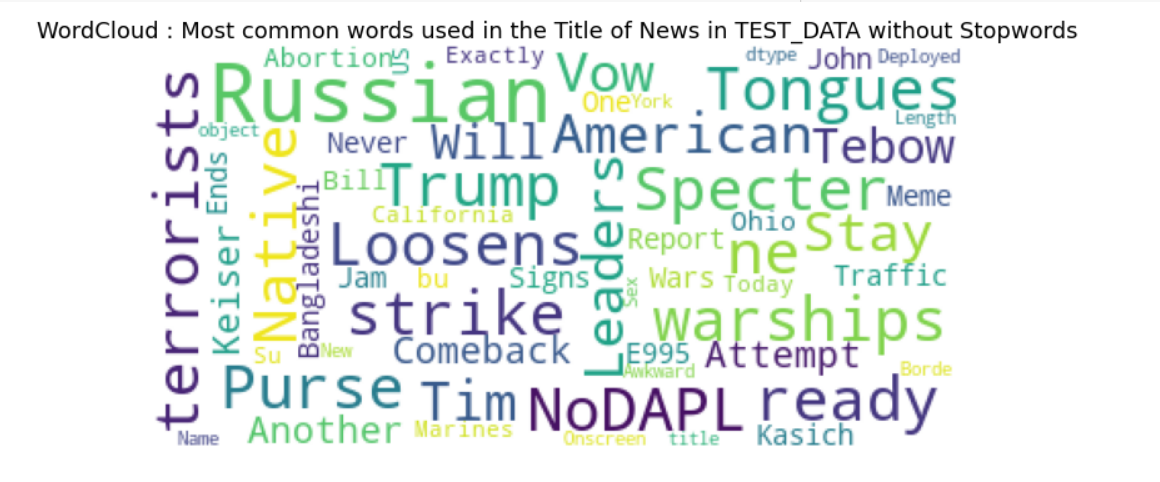 WordCloud : Most common words used in the Title of News in TEST_DATA without Stopwords
Abortion
US
Exactly
Vow
dtype
John
Deployed
Russian
One
York
Tongues
Length
terrorists
object
Never
Will
American
Tebow
Native
Ends
Bill
Trump
Leaders
Specter
Meme
Bangladeshi
California
Ohio
Stay
Keiser
Loosens
Report
ne
Jam
bu
Signs
Sex
Wars
Today
Traffic
strike
warships
Su
New
Comeback
E995
Attempt
Awkward
Borde
Purse
Tim
NoDAPL
ready
Name
Another
Marines
Onscreen
title
Kasich